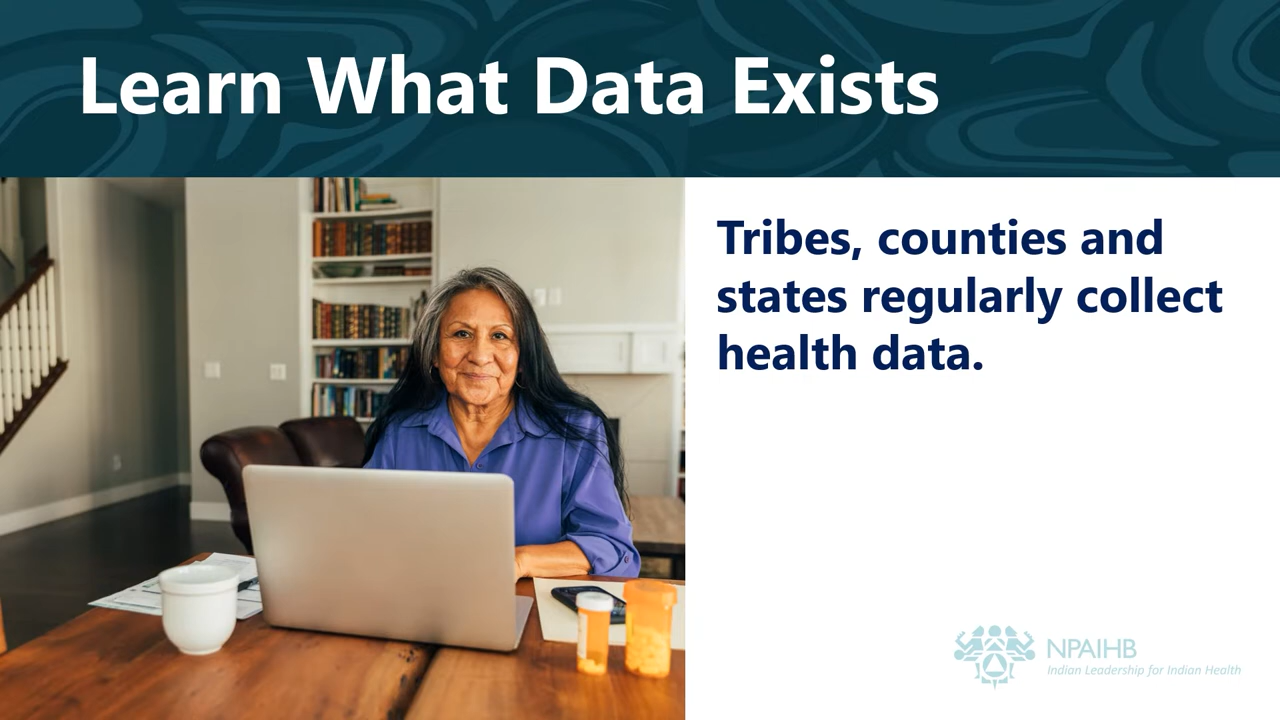 Learn What Data Exists
Tribes, counties and
states regularly collect
health data.
NPAIHB
Indian Leadership for Indian Health